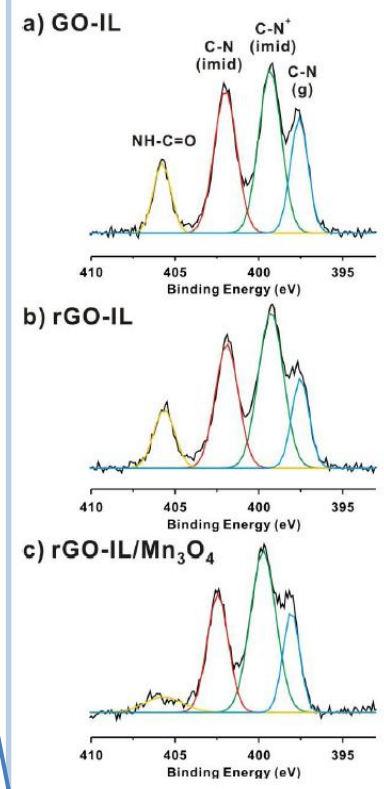 a) GO-IL
C-N⁺
C-N (imid) C-N
(imid) (g)
NH-C=O
410 405 400 395
Binding Energy (eV)
b) rGO-IL
410 405 400 395
Binding Energy (eV)
c) rGO-IL/Mn₃O₄
410 405 400 395
Binding Energy (eV)